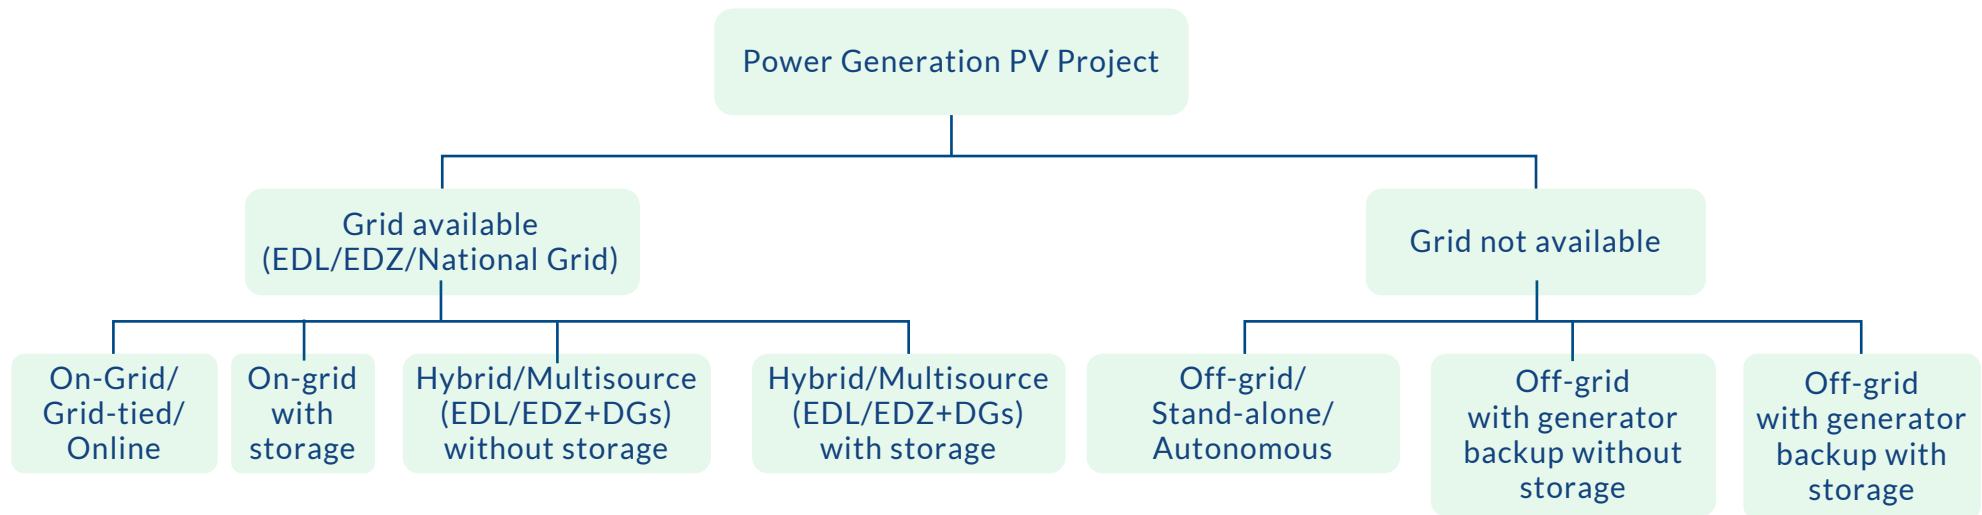 Power Generation PV Project
Grid available
(EDL/EDZ/National Grid)
Grid not available
On-Grid/
Grid-tied/
Online
On-grid
with
storage
Hybrid/Multisource
(EDL/EDZ+DGs)
without storage
Hybrid/Multisource
(EDL/EDZ+DGs)
with storage
Off-grid/
Stand-alone/
Autonomous
Off-grid
with generator
backup without
storage
Off-grid
with generator
backup with
storage